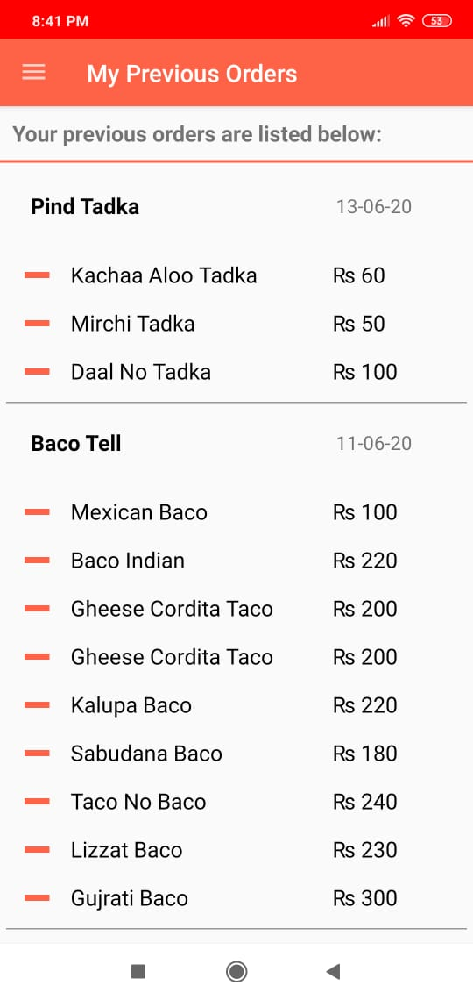 8:41 PM 53
My Previous Orders
Your previous orders are listed below:
Pind Tadka 13-06-20
Kachaa Aloo Tadka Rs 60
Mirchi Tadka Rs 50
Daal No Tadka Rs 100
Baco Tell 11-06-20
Mexican Baco Rs 100
Baco Indian Rs 220
Gheese Cordita Taco Rs 200
Gheese Cordita Taco Rs 200
Kalupa Baco Rs 220
Sabudana Baco Rs 180
Taco No Baco Rs 240
Lizzat Baco Rs 230
Gujrati Baco Rs 300